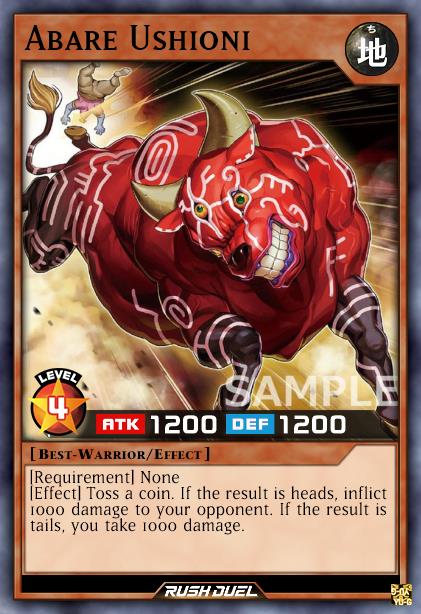 Abare Ushioni
ち
地
SAMPLE
LEVEL
4
ATK 1200 DEF 1200
[Best-Warrior/Effect]
[Requirement] None
[Effect] Toss a coin. If the result is heads, inflict
1000 damage to your opponent. If the result is
tails, you take 1000 damage.
RUSH DUEL